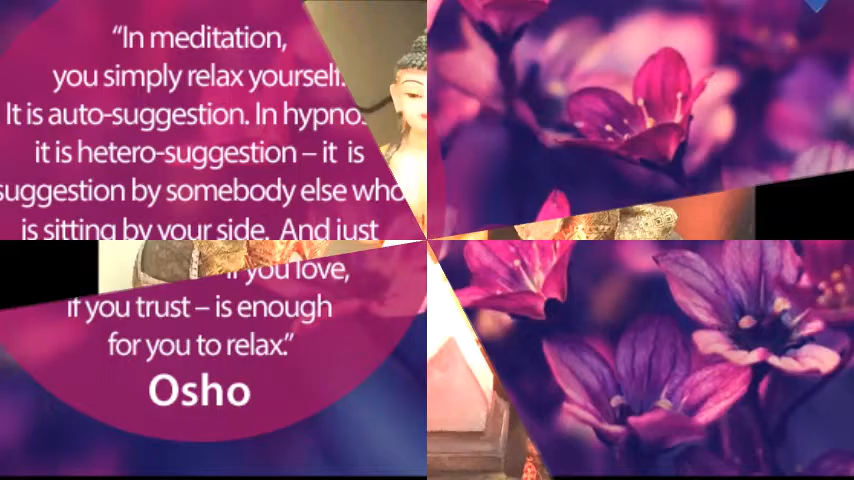 “In meditation,
you simply relax yourself.
It is auto-suggestion. In
it is hetero-suggestion – it is
suggestion by somebody else who
is sitting by your side. And just
if you love,
if you trust – is enough
for you to relax.”
Osho